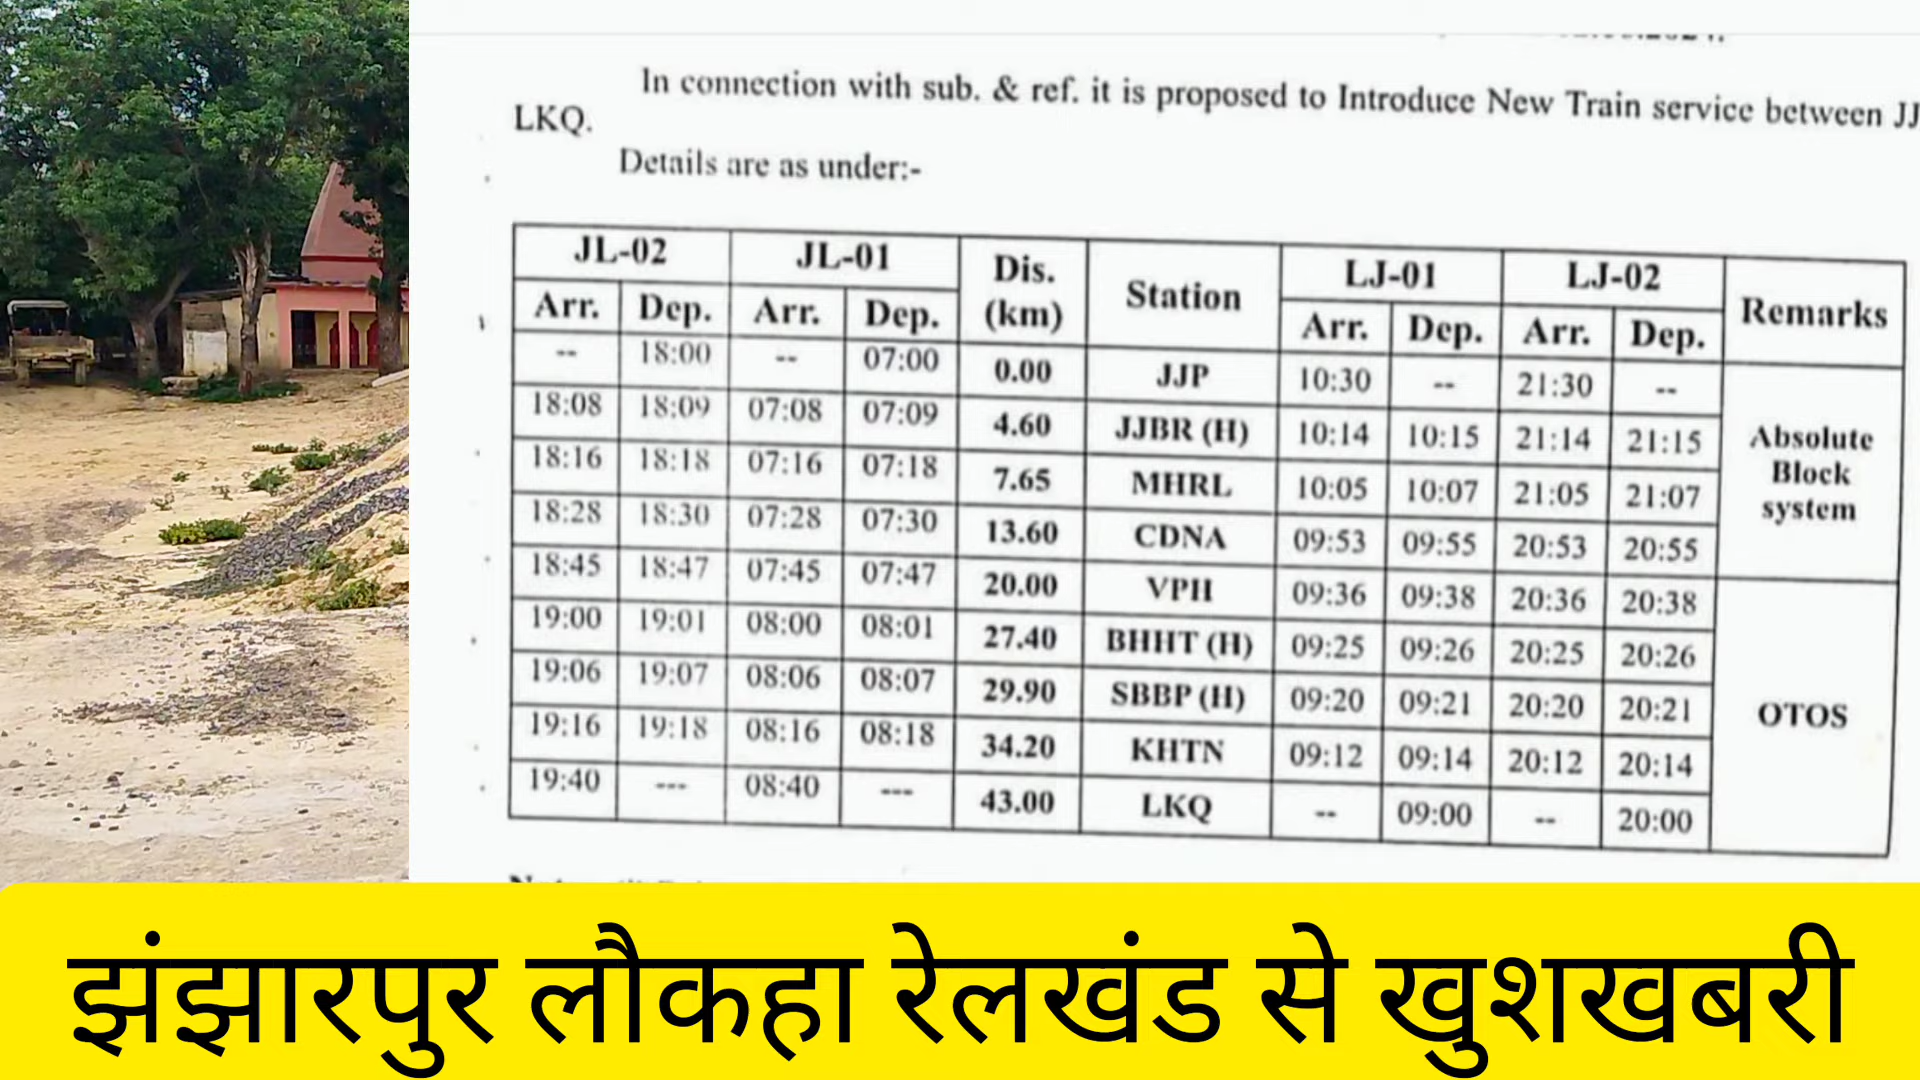 In connection with sub. & ref. it is proposed to Introduce New Train service between JJ
LKQ.
Details are as under:-
JL-02 JL-01 Dis. (km) Station LJ-01 LJ-02 Remarks
Arr. Dep. Arr. Dep. Arr. Dep. Arr. Dep.
-- 18:00 -- 07:00 0.00 JJP 10:30 -- 21:30 --
18:08 18:09 07:08 07:09 4.60 JJBR (H) 10:14 10:15 21:14 21:15
18:16 18:18 07:16 07:18 7.65 MHRL 10:05 10:07 21:05 21:07
18:28 18:30 07:28 07:30 13.60 CDNA 09:53 09:55 20:53 20:55
Absolute
Block
system
18:45 18:47 07:45 07:47 20.00 VPH 09:36 09:38 20:36 20:38
19:00 19:01 08:00 08:01 27.40 BHHT (H) 09:25 09:26 20:25 20:26
19:06 19:07 08:06 08:07 29.90 SBBP (H) 09:20 09:21 20:20 20:21
19:16 19:18 08:16 08:18 34.20 KHTN 09:12 09:14 20:12 20:14
19:40 --- 08:40 --- 43.00 LKQ -- 09:00 -- 20:00
OTOS
झंझारपुर लौकहा रेलखंड से खुशखबरी